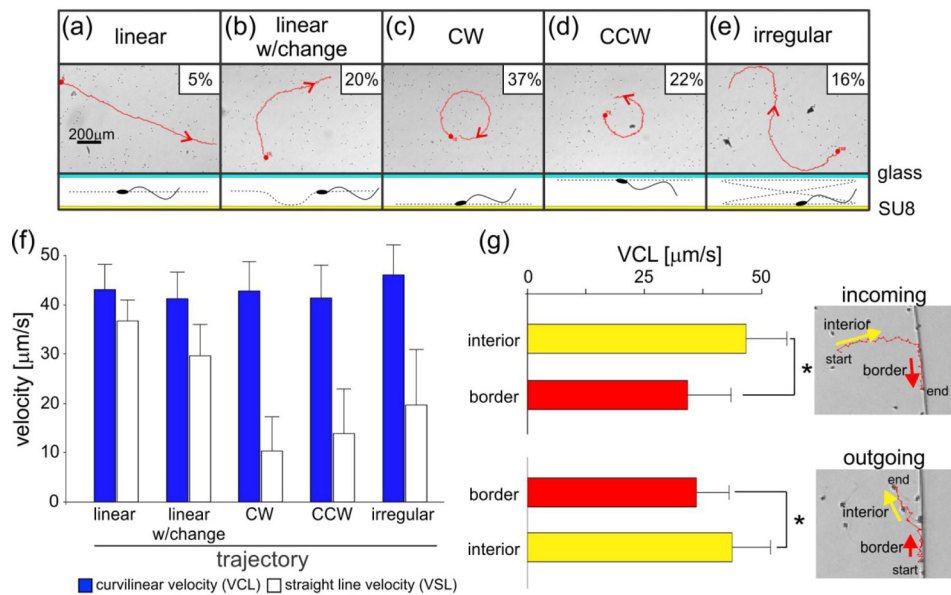 (a) linear
(b) linear
w/change
(c) CW
(d) CCW
(e) irregular
5%
20%
37%
22%
16%
200μm
glass
SU8
(f)
50
40
30
20
10
0
velocity [μm/s]
linear
linear
w/change
CW
CCW
irregular
trajectory
curvilinear velocity (VCL)
straight line velocity (VSL)
(g)
VCL [μm/s]
0 25 50
interior
border
*
border
interior
*
incoming
interior
start
border
end
outgoing
end
interior
border
start